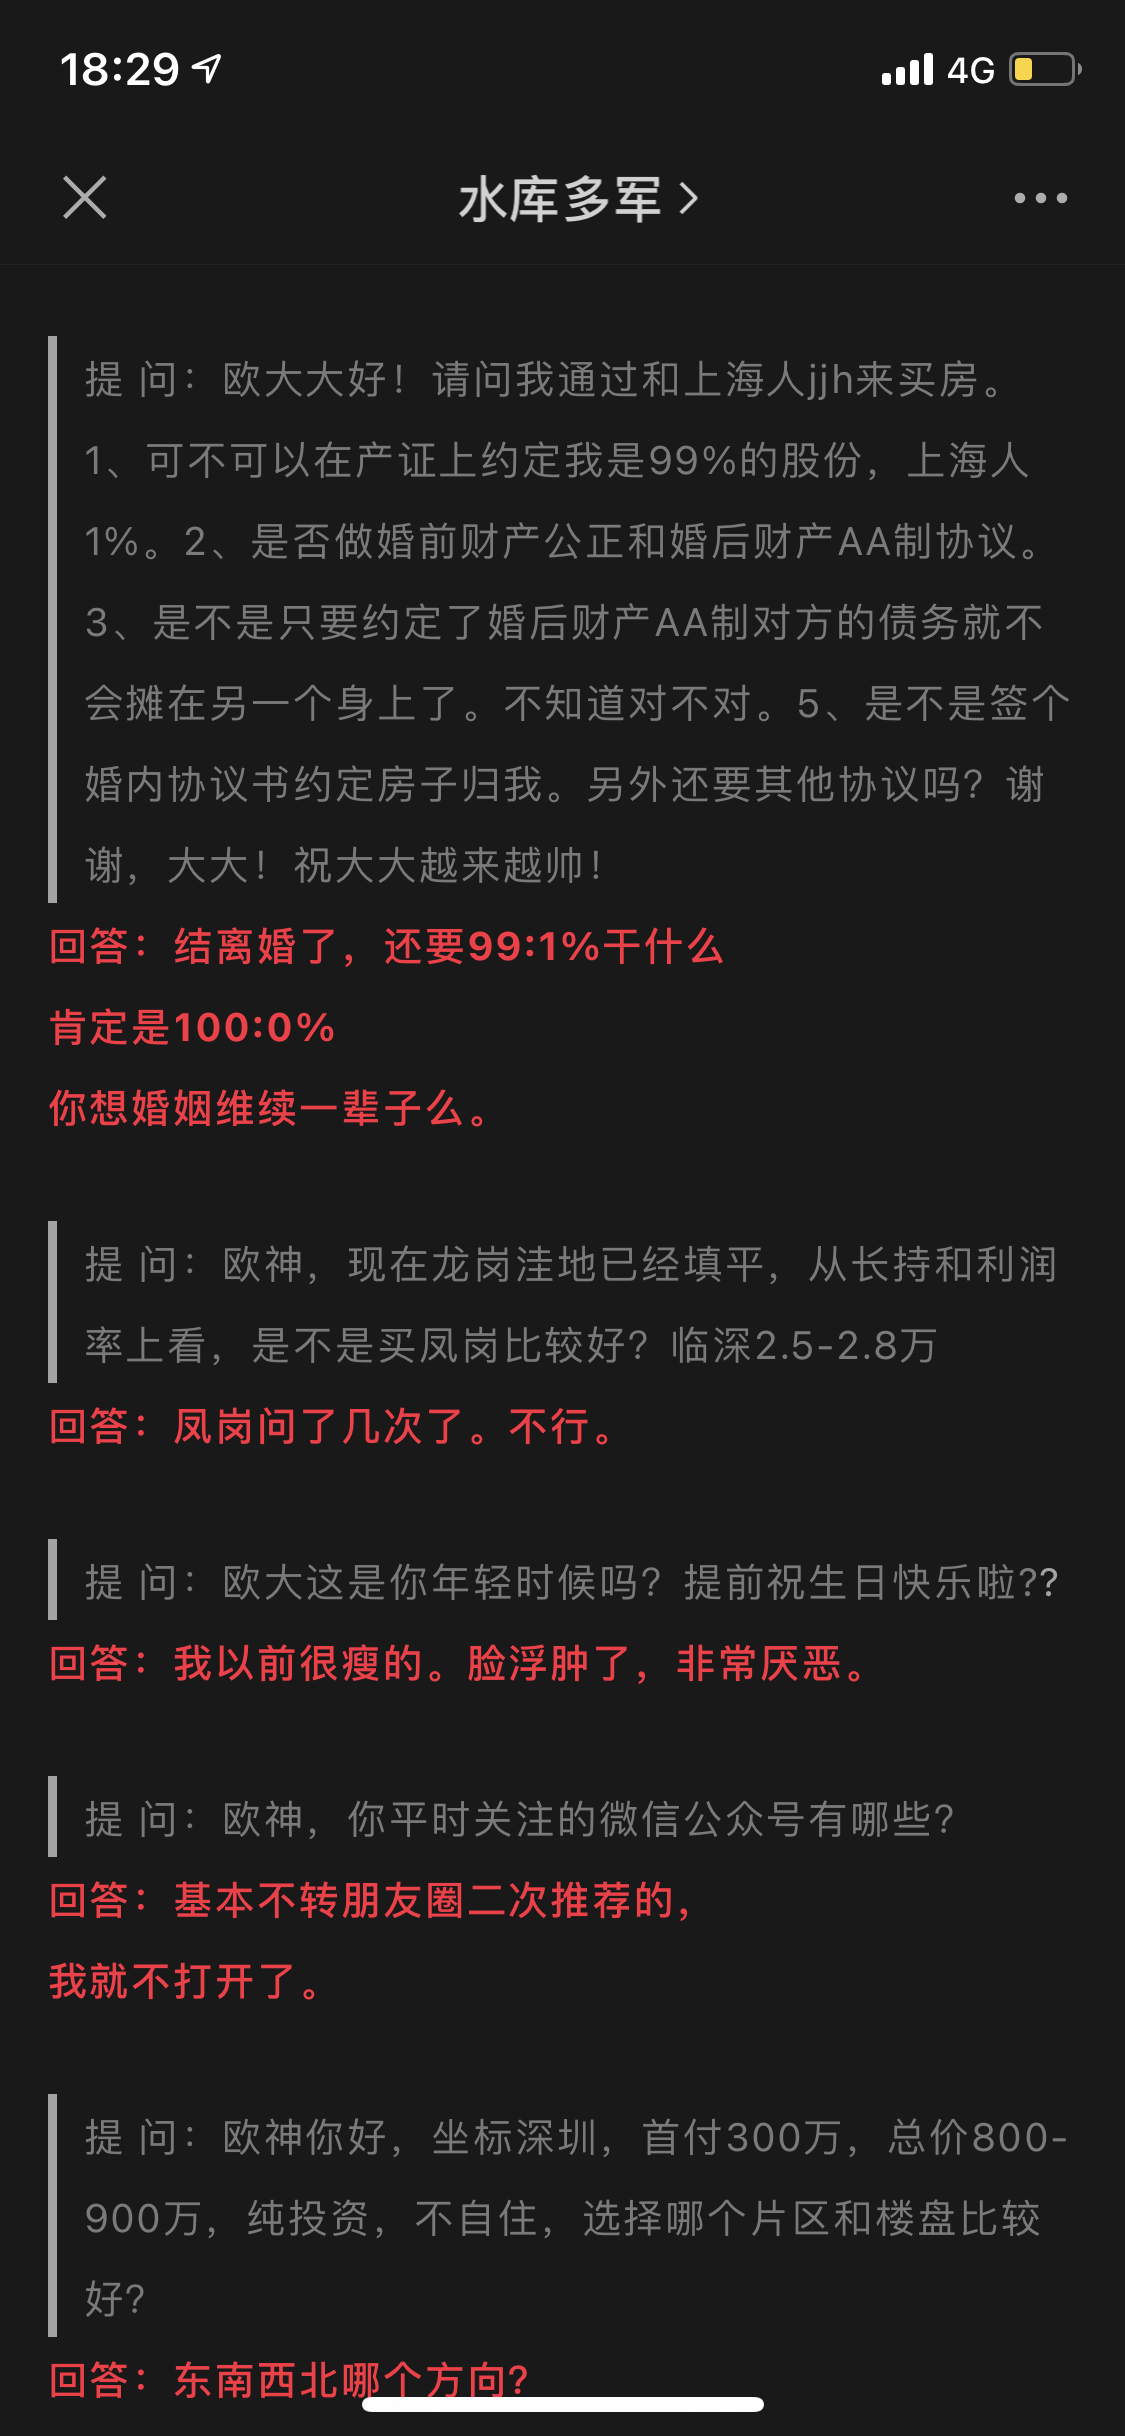 18:29
4G
水库多军
提 问：欧大大好！请问我通过和上海人jjh来买房。
1、可不可以在产证上约定我是99%的股份，上海人
1%。2、是否做婚前财产公正和婚后财产AA制协议。
3、是不是只要约定了婚后财产AA制对方的债务就不
会摊在另一个身上了。不知道对不对。5、是不是签个
婚内协议书约定房子归我。另外还要其他协议吗？谢
谢，大大！祝大大越来越帅！
回答：结离婚了，还要99:1%干什么
肯定是100:0%
你想婚姻维续一辈子么。
提 问：欧神，现在龙岗洼地已经填平，从长持和利润
率上看，是不是买凤岗比较好？临深2.5-2.8万
回答：凤岗问了几次了。不行。
提 问：欧大这是你年轻时候吗？提前祝生日快乐啦??
回答：我以前很瘦的。脸浮肿了，非常厌恶。
提 问：欧神，你平时关注的微信公众号有哪些?
回答：基本不转朋友圈二次推荐的，
我就不打开了。
提 问：欧神你好，坐标深圳，首付300万，总价800-
900万，纯投资，不自住，选择哪个片区和楼盘比较
好?
回答：东南西北哪个方向?